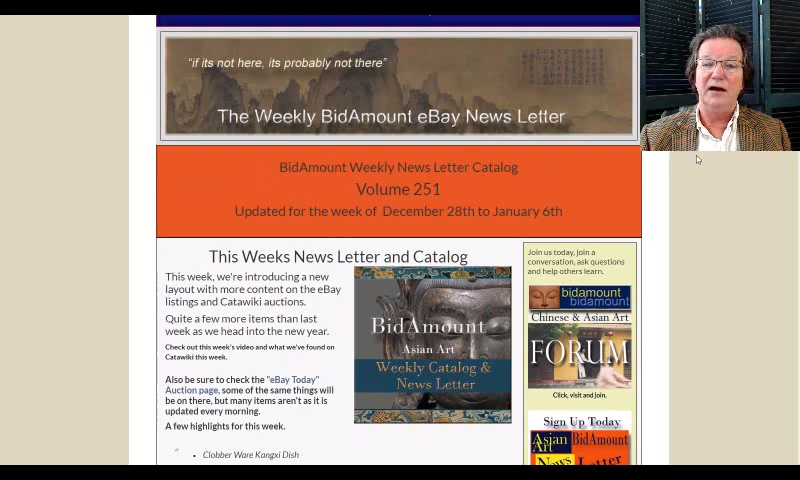 “if its not here, its probably not there”
The Weekly BidAmount eBay News Letter
BidAmount Weekly News Letter Catalog
Volume 251
Updated for the week of December 28th to January 6th
This Weeks News Letter and Catalog
This week, we're introducing a new
layout with more content on the eBay
listings and Catawiki auctions.
Quite a few more items than last
week as we head into the new year.
Check out this week's video and what we've found on
Catawiki this week.
Also be sure to check the "eBay Today"
Auction page, some of the same things will
be on there, but many items aren't as it is
updated every morning.
A few highlights for this week.
"
• Clobber Ware Kangxi Dish
BidAmount
Asian Art
Weekly Catalog &
News Letter
Join us today, join a
conversation, ask questions
and help others learn.
bidamount
bidamount
Chinese & Asian Art
FORUM
Click, visit and join.
Sign Up Today
Asian
Art
BidAmount
News
Letter